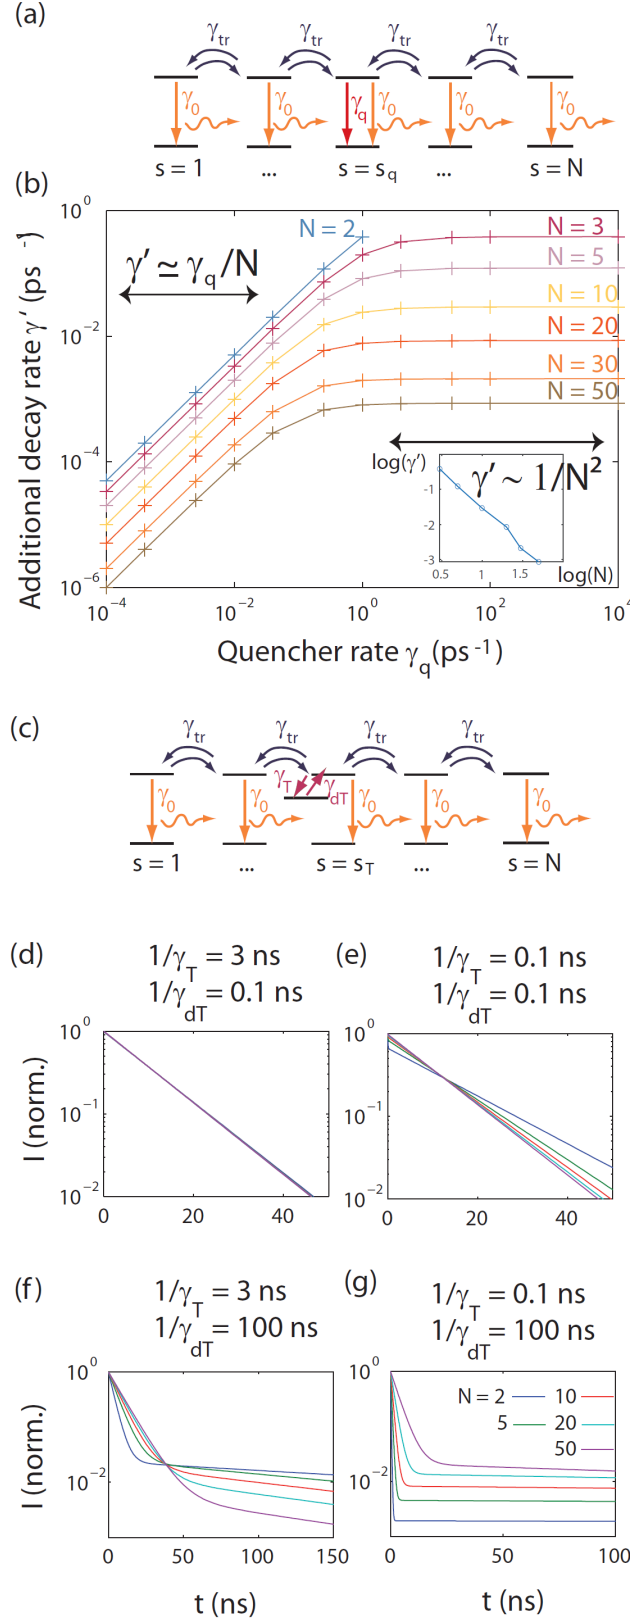 (a)
γtr γtr γtr γtr
γ0 γ0 γq γ0 γ0 γ0
s = 1 ... s = sq ... s = N
(b)
Additional decay rate γ' (ps -1)
10^0
10^-2
10^-4
10^-6
γ' ≃ γq/N
N = 2
N = 3
N = 5
N = 10
N = 20
N = 30
N = 50
γ' ~ 1/N²
log(γ')
-1
-2
-3
0.5 1 1.5 log(N)
10^-4 10^-2 10^0 10^2 10^4
Quencher rate γq(ps -1)
(c)
γtr γtr γtr γtr
γT γdT
γ0 γ0 γ0 γ0 γ0
s = 1 ... s = sT ... s = N
(d) 1/γT = 3 ns
1/γdT = 0.1 ns
I (norm.)
10^0
10^-1
10^-2
0 20 40
(e) 1/γT = 0.1 ns
1/γdT = 0.1 ns
10^0
10^-1
10^-2
0 20 40
(f) 1/γT = 3 ns
1/γdT = 100 ns
I (norm.)
10^0
10^-2
0 50 100 150
t (ns)
(g) 1/γT = 0.1 ns
1/γdT = 100 ns
10^0
10^-2
N = 2 10
5 20
50
0 50 100
t (ns)